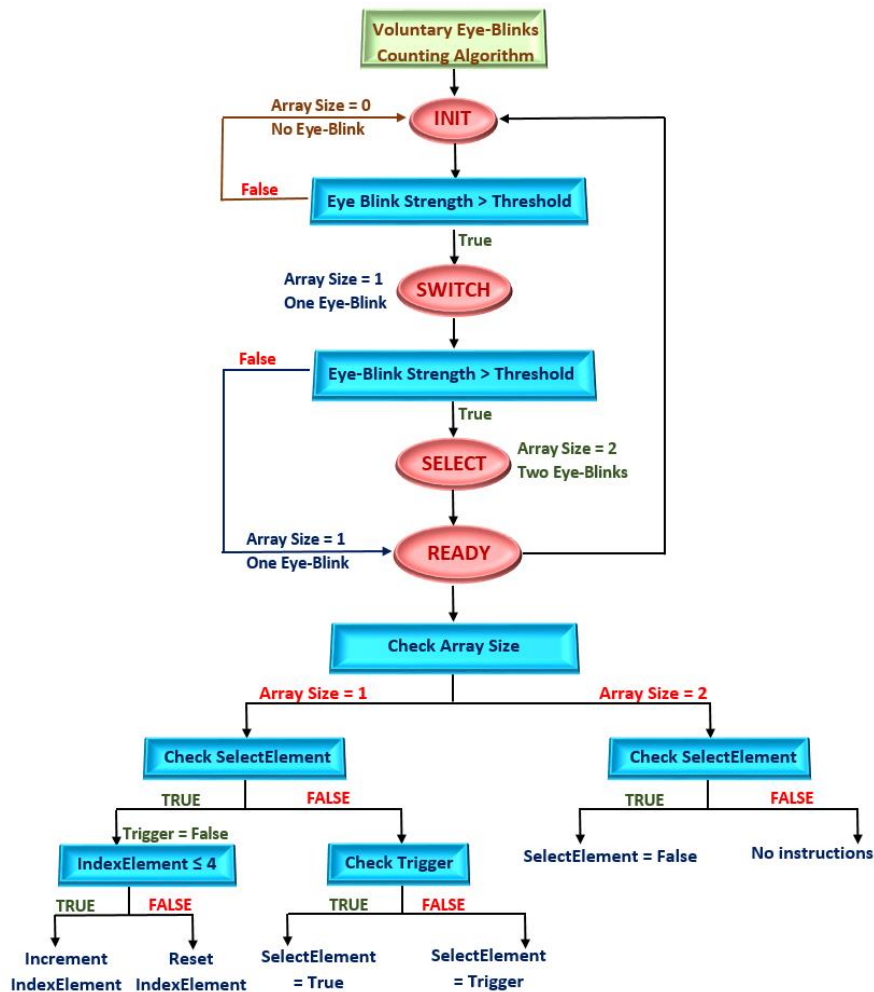 Voluntary Eye-Blinks
Counting Algorithm
Array Size = 0
No Eye-Blink
INIT
False
Eye Blink Strength > Threshold
True
Array Size = 1
One Eye-Blink
SWITCH
False
Eye-Blink Strength > Threshold
True
SELECT
Array Size = 2
Two Eye-Blinks
Array Size = 1
One Eye-Blink
READY
Check Array Size
Array Size = 1
Array Size = 2
Check SelectElement
Check SelectElement
TRUE
FALSE
TRUE
FALSE
Trigger = False
IndexElement ≤ 4
Check Trigger
SelectElement = False
No instructions
TRUE
FALSE
TRUE
FALSE
Increment
IndexElement
Reset
IndexElement
SelectElement
= True
SelectElement
= Trigger